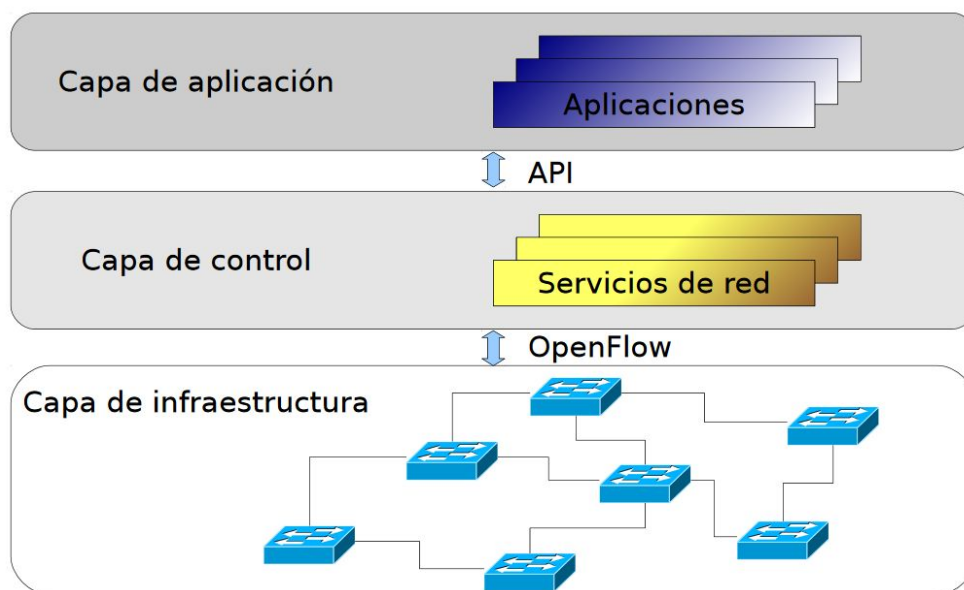 Capa de aplicación
Aplicaciones
API
Capa de control
Servicios de red
OpenFlow
Capa de infraestructura